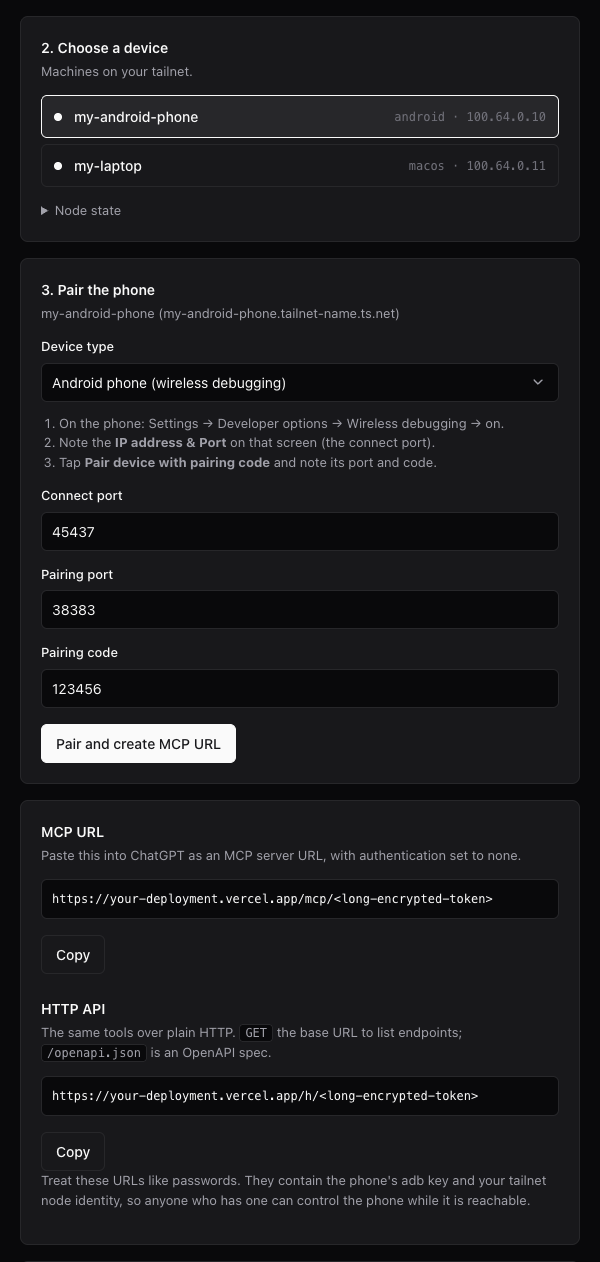 2. Choose a device
Machines on your tailnet.
my-android-phone android · 100.64.0.10
my-laptop macos · 100.64.0.11
Node state
3. Pair the phone
my-android-phone (my-android-phone.tailnet-name.ts.net)
Device type
Android phone (wireless debugging)
1. On the phone: Settings → Developer options → Wireless debugging → on.
2. Note the IP address & Port on that screen (the connect port).
3. Tap Pair device with pairing code and note its port and code.
Connect port
45437
Pairing port
38383
Pairing code
123456
Pair and create MCP URL
MCP URL
Paste this into ChatGPT as an MCP server URL, with authentication set to none.
https://your-deployment.vercel.app/mcp/<long-encrypted-token>
Copy
HTTP API
The same tools over plain HTTP. GET the base URL to list endpoints;
/openapi.json is an OpenAPI spec.
https://your-deployment.vercel.app/h/<long-encrypted-token>
Copy
Treat these URLs like passwords. They contain the phone's adb key and your tailnet
node identity, so anyone who has one can control the phone while it is reachable.